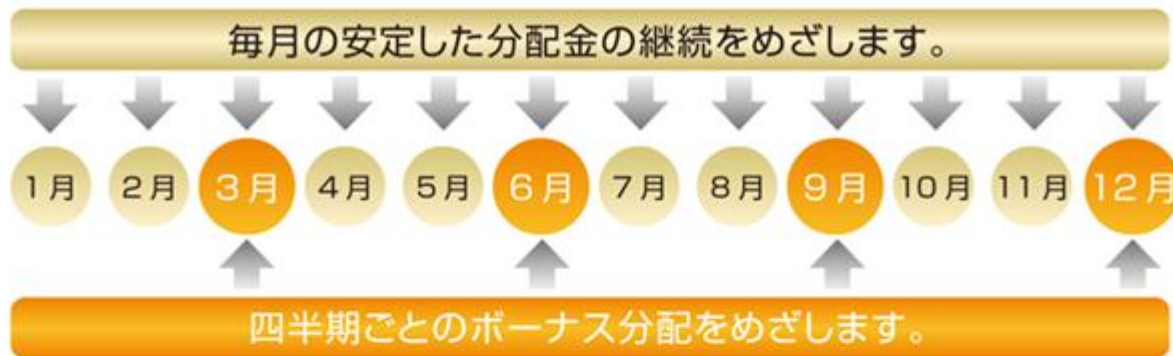 毎月の安定した分配金の継続をめざします。
1月 2月 3月 4月 5月 6月 7月 8月 9月 10月 11月 12月
四半期ごとのボーナス分配をめざします。